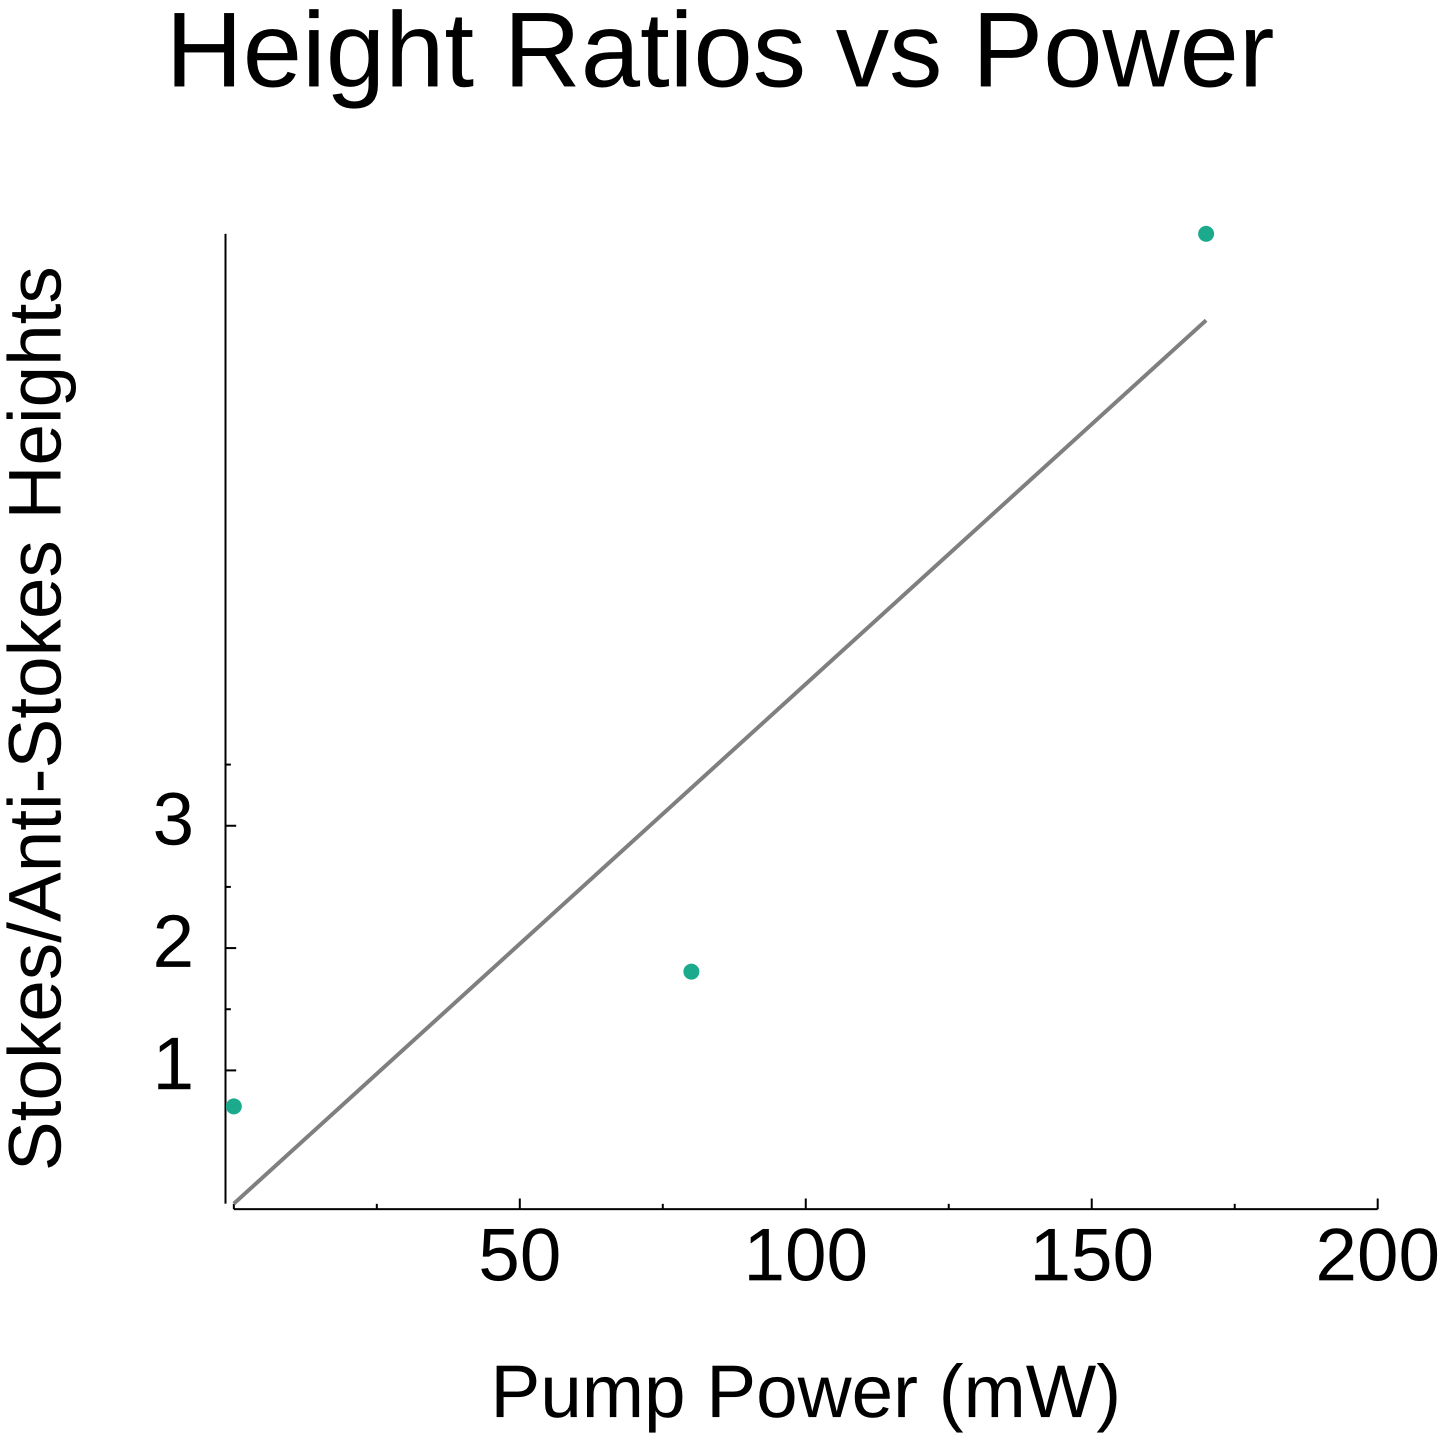 Height Ratios vs Power
Stokes/Anti-Stokes Heights
3
2
1
50 100 150 200
Pump Power (mW)